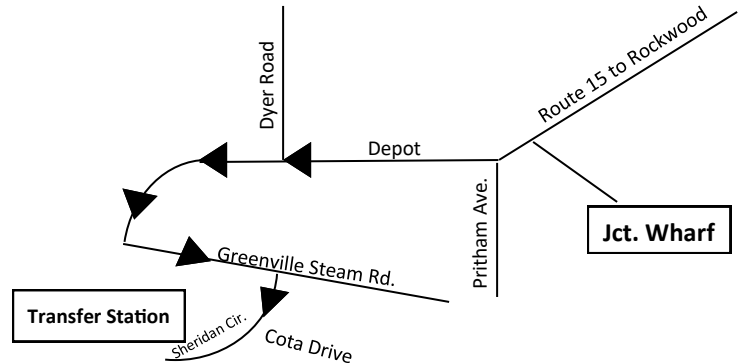 Route 15 to Rockwood
Dyer Road
Depot
Pritham Ave.
Jct. Wharf
Greenville Steam Rd.
Transfer Station
Sheridan Cir.
Cota Drive